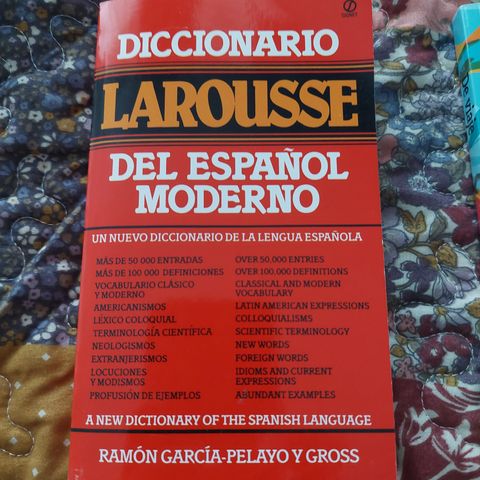 SIGNET
DICCIONARIO
LAROUSSE
DEL ESPAÑOL
MODERNO
UN NUEVO DICCIONARIO DE LA LENGUA ESPAÑOLA
MÁS DE 50 000 ENTRADAS
MÁS DE 100 000 DEFINICIONES
VOCABULARIO CLÁSICO
Y MODERNO
AMERICANISMOS
LÉXICO COLOQUIAL
TERMINOLOGÍA CIENTÍFICA
NEOLOGISMOS
EXTRANJERISMOS
LOCUCIONES
Y MODISMOS
PROFUSIÓN DE EJEMPLOS
OVER 50,000 ENTRIES
OVER 100,000 DEFINITIONS
CLASSICAL AND MODERN
VOCABULARY
LATIN AMERICAN EXPRESSIONS
COLLOQUIALISMS
SCIENTIFIC TERMINOLOGY
NEW WORDS
FOREIGN WORDS
IDIOMS AND CURRENT
EXPRESSIONS
ABUNDANT EXAMPLES
A NEW DICTIONARY OF THE SPANISH LANGUAGE
RAMÓN GARCÍA-PELAYO Y GROSS
de viaje